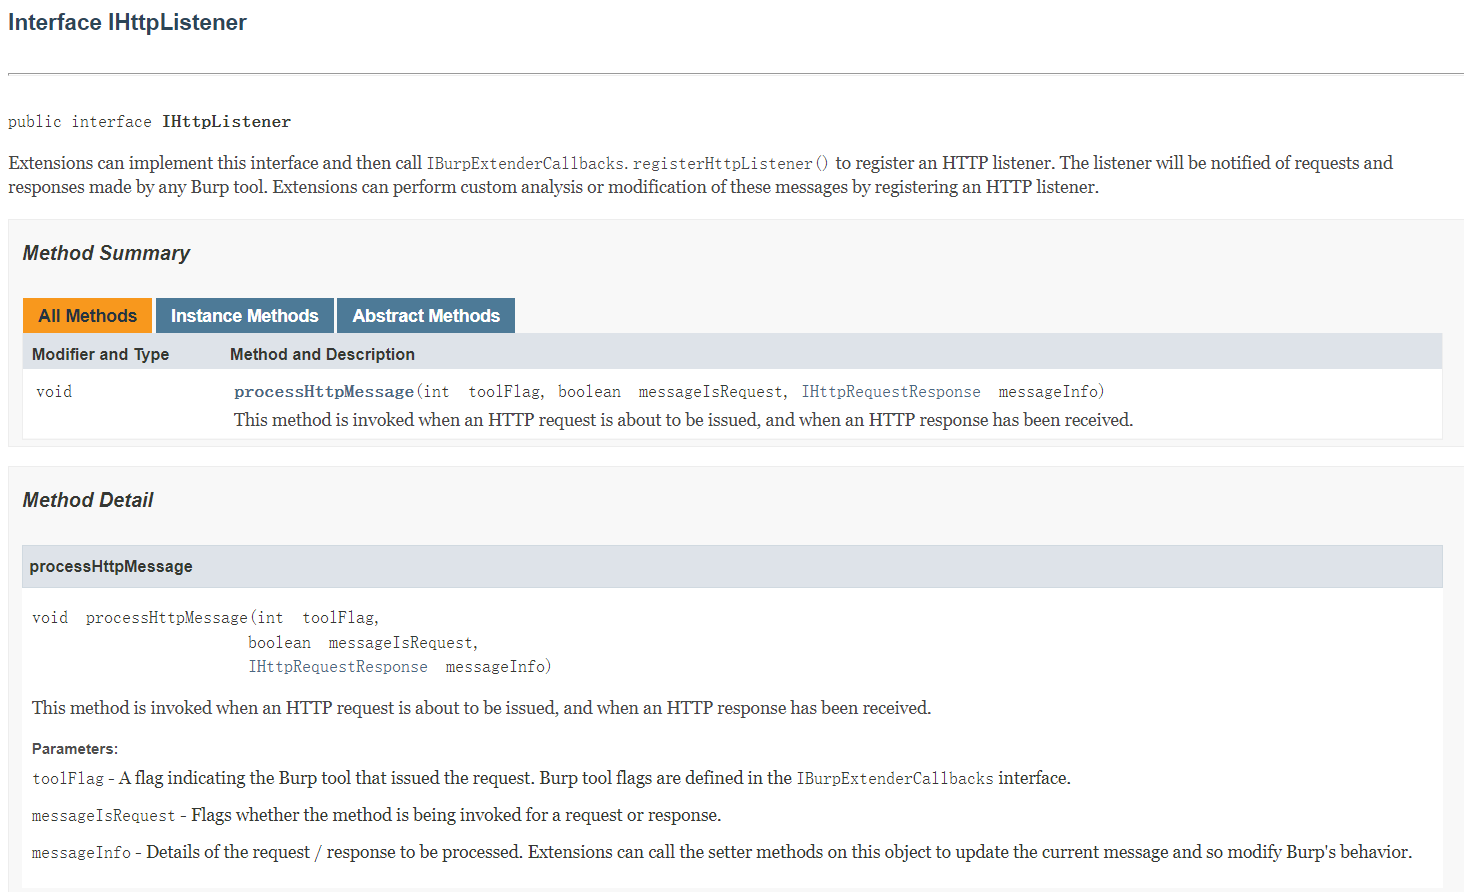 Interface IHttpListener
public interface IHttpListener
Extensions can implement this interface and then call IBurpExtenderCallbacks.registerHttpListener() to register an HTTP listener. The listener will be notified of requests and
responses made by any Burp tool. Extensions can perform custom analysis or modification of these messages by registering an HTTP listener.
Method Summary
All Methods Instance Methods Abstract Methods
Modifier and Type Method and Description
void processHttpMessage(int toolFlag, boolean messageIsRequest, IHttpRequestResponse messageInfo)
This method is invoked when an HTTP request is about to be issued, and when an HTTP response has been received.
Method Detail
processHttpMessage
void processHttpMessage(int toolFlag,
boolean messageIsRequest,
IHttpRequestResponse messageInfo)
This method is invoked when an HTTP request is about to be issued, and when an HTTP response has been received.
Parameters:
toolFlag - A flag indicating the Burp tool that issued the request. Burp tool flags are defined in the IBurpExtenderCallbacks interface.
messageIsRequest - Flags whether the method is being invoked for a request or response.
messageInfo - Details of the request / response to be processed. Extensions can call the setter methods on this object to update the current message and so modify Burp's behavior.